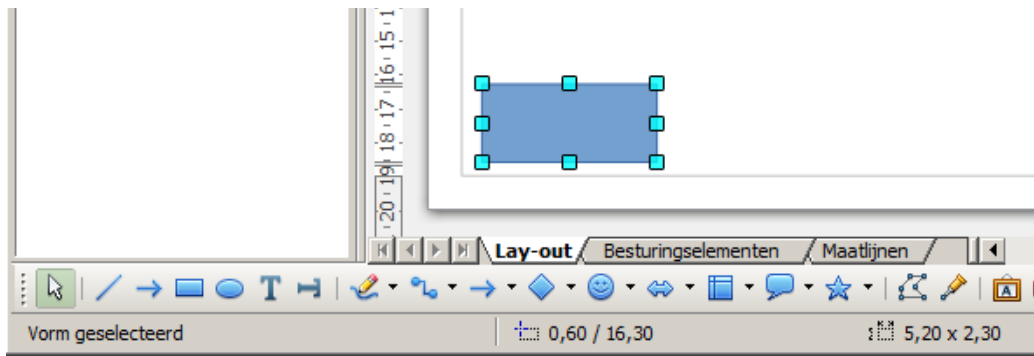 15
16
17
18
19
20
Lay-out Besturingselementen Maatlijnen
T A
Vorm geselecteerd 0,60 / 16,30 5,20 x 2,30